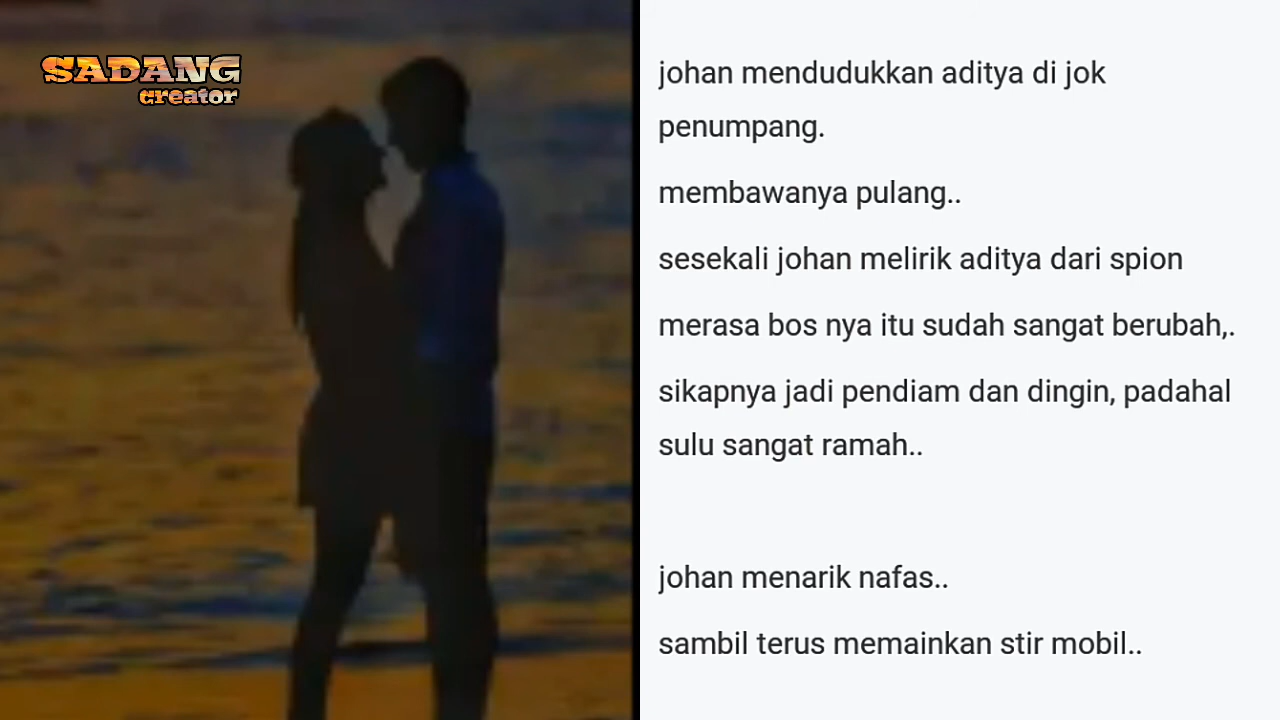 SADANG
creator
johan mendudukkan aditya di jok
penumpang.
membawanya pulang..
sesekali johan melirik aditya dari spion
merasa bos nya itu sudah sangat berubah,.
sikapnya jadi pendiam dan dingin, padahal
sulu sangat ramah..
johan menarik nafas..
sambil terus memainkan stir mobil..